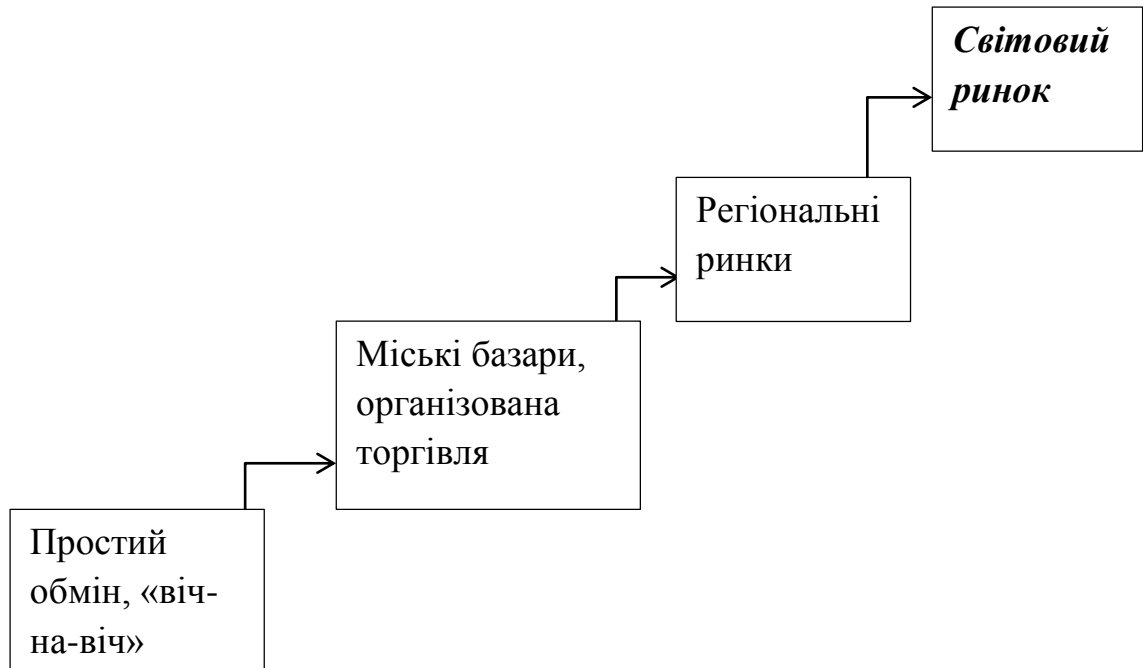 Світовий
ринок
Регіональні
ринки
Міські базари,
організована
торгівля
Простий
обмін, «віч-
на-віч»